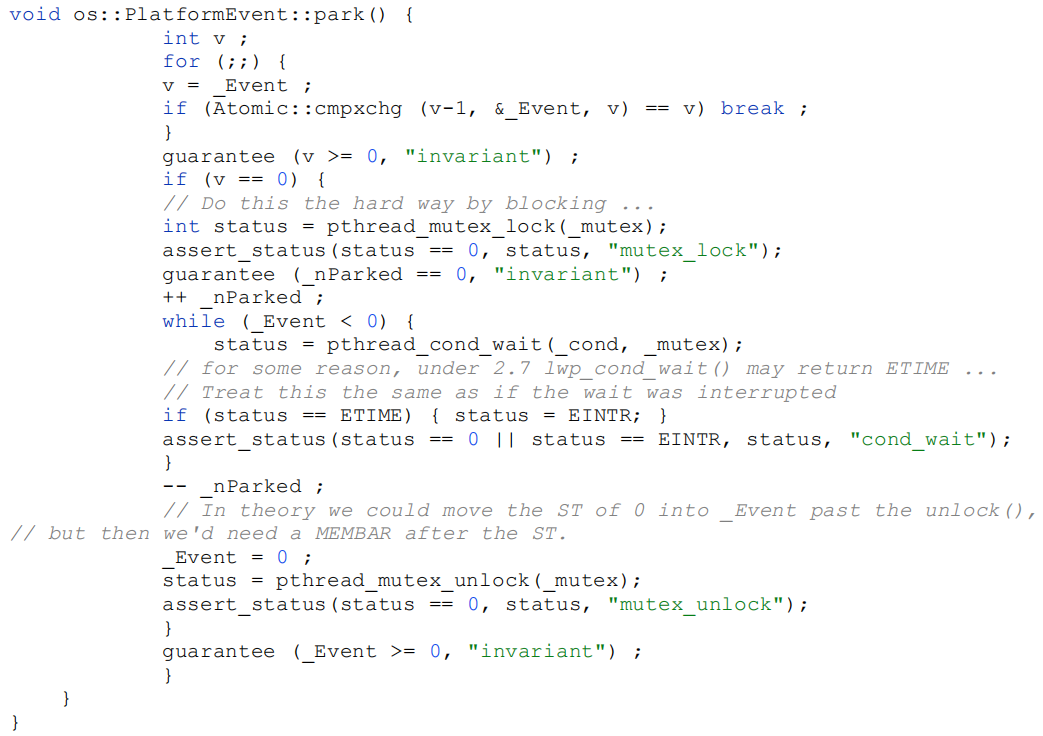 void os::PlatformEvent::park() {
int v ;
for (;;) {
v = _Event ;
if (Atomic::cmpxchg (v-1, &_Event, v) == v) break ;
}
guarantee (v >= 0, "invariant") ;
if (v == 0) {
// Do this the hard way by blocking ...
int status = pthread_mutex_lock(_mutex);
assert_status(status == 0, status, "mutex_lock");
guarantee (_nParked == 0, "invariant") ;
++ _nParked ;
while (_Event < 0) {
status = pthread_cond_wait(_cond, _mutex);
// for some reason, under 2.7 lwp_cond_wait() may return ETIME ...
// Treat this the same as if the wait was interrupted
if (status == ETIME) { status = EINTR; }
assert_status(status == 0 || status == EINTR, status, "cond_wait");
}
-- _nParked ;
// In theory we could move the ST of 0 into _Event past the unlock(),
// but then we'd need a MEMBAR after the ST.
_Event = 0 ;
status = pthread_mutex_unlock(_mutex);
assert_status(status == 0, status, "mutex_unlock");
}
guarantee (_Event >= 0, "invariant") ;
}
}
}